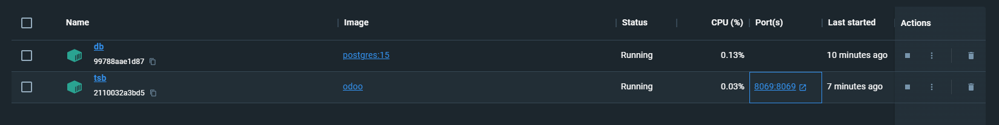 Name Image Status CPU (%) Port(s) Last started Actions
db
99788aae1d87
postgres:15 Running 0.13% 10 minutes ago
tsb
2110032a3bd5
odoo Running 0.03% 8069:8069 7 minutes ago